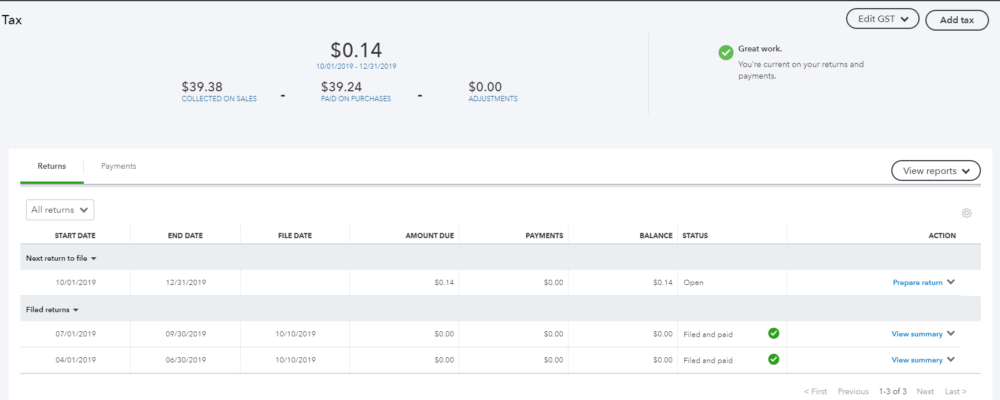 Tax
Edit GST
Add tax
$0.14
10/01/2019 - 12/31/2019
$39.38 - $39.24 - $0.00
COLLECTED ON SALES PAID ON PURCHASES ADJUSTMENTS
Great work.
You're current on your returns and
payments.
Returns Payments
View reports
All returns
START DATE END DATE FILE DATE AMOUNT DUE PAYMENTS BALANCE STATUS ACTION
Next return to file
10/01/2019 12/31/2019 $0.14 $0.00 $0.14 Open Prepare return
Filed returns
07/01/2019 09/30/2019 10/10/2019 $0.00 $0.00 $0.00 Filed and paid View summary
04/01/2019 06/30/2019 10/10/2019 $0.00 $0.00 $0.00 Filed and paid View summary
< First Previous 1-3 of 3 Next Last >